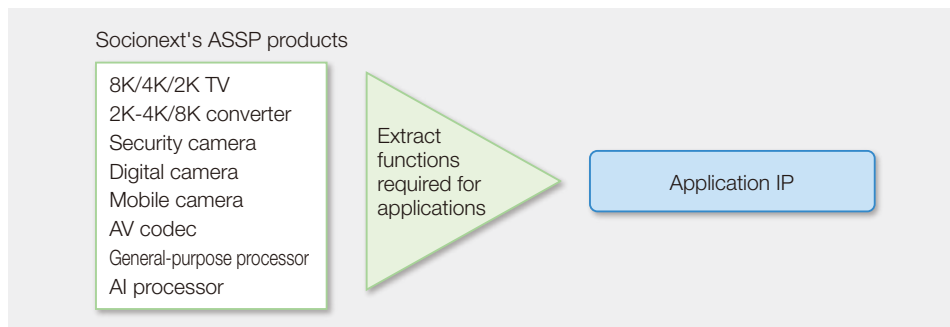 Socionext's ASSP products
8K/4K/2K TV
2K-4K/8K converter
Security camera
Digital camera
Mobile camera
AV codec
General-purpose processor
AI processor
Extract
functions
required for
applications
Application IP